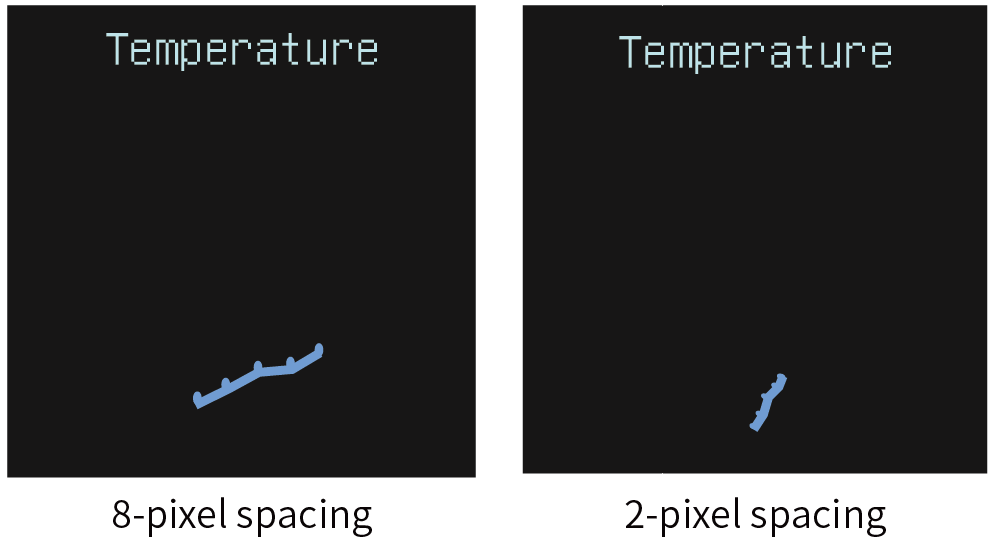 Temperature
Temperature
8-pixel spacing
2-pixel spacing